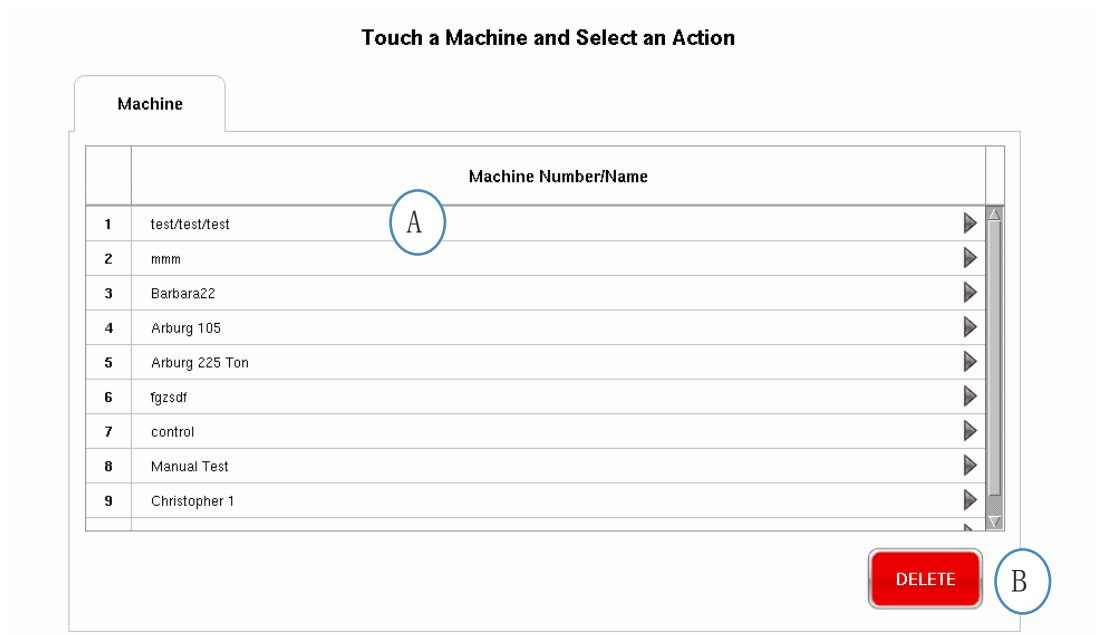 Touch a Machine and Select an Action
Machine
Machine Number/Name
1 test/test/test A
2 mmm
3 Barbara22
4 Arburg 105
5 Arburg 225 Ton
6 fgzsdf
7 control
8 Manual Test
9 Christopher 1
DELETE B